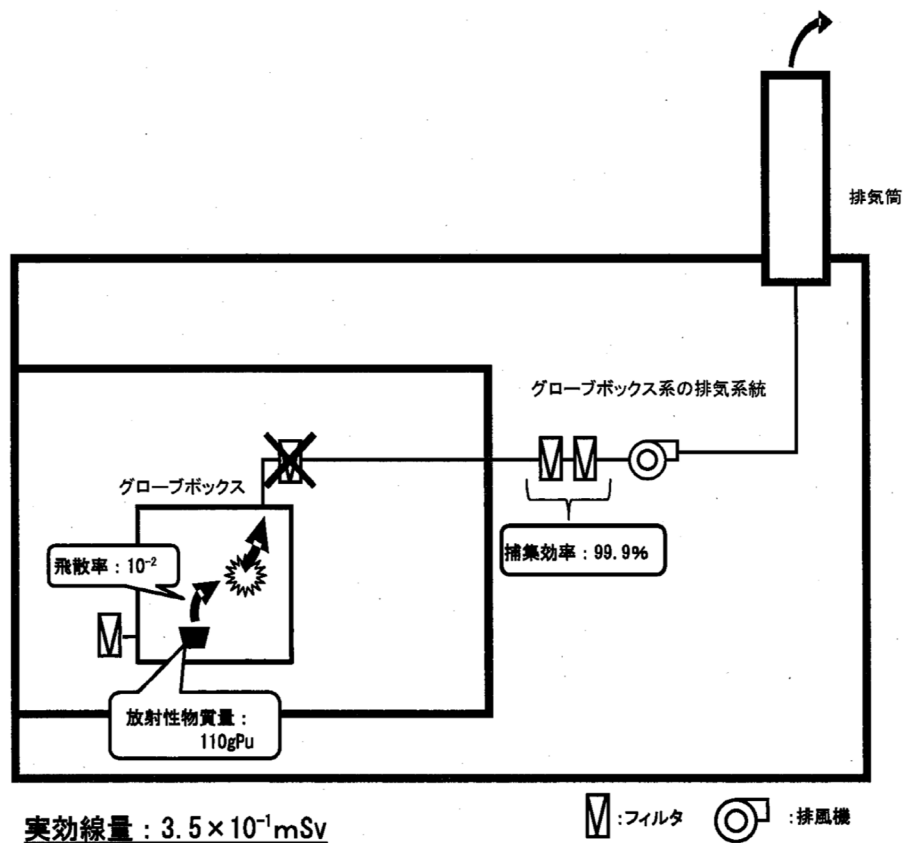 排気筒
グローブボックス系の排気系統
グローブボックス
飛散率：10⁻²
捕集効率：99.9%
放射性物質量：
110gPu
実効線量：3.5×10⁻¹mSv
:フィルタ
:排風機